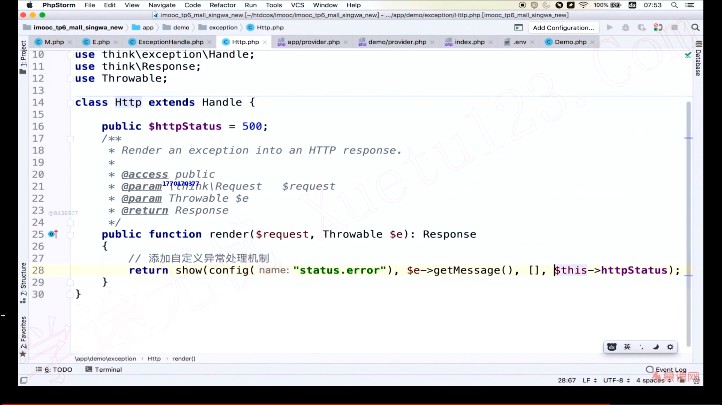 PhpStorm File Edit View Navigate Code Refactor Run Tools VCS Window Help 100% 07:53
imooc_tp6_mall_singwa_new [~/htdocs/imooc/imooc_tp6_mall_singwa_new] - .../app/demo/exception/Http.php [imooc_tp6_mall_singwa_new]
imooc_tp6_mall_singwa_new app demo exception Http.php Add Configuration...
M.php E.php ExceptionHandle.php Http.php app/provider.php demo/provider.php index.php .env Demo.php
1: Project
Database
10 use think\exception\Handle;
11 use think\Response;
12 use Throwable;
13
14 class Http extends Handle {
15
16 public $httpStatus = 500;
17 /**
18 * Render an exception into an HTTP response.
19 *
20 * @access public
21 * @param \think\Request $request
1770170377
22 * @param Throwable $e
23 * @return Response
24 */
25 public function render($request, Throwable $e): Response
26 {
27 // 添加自定义异常处理机制
28 return show(config( name: "status.error"), $e->getMessage(), [], $this->httpStatus);
29 }
30 }
Z: Structure
2: Favorites
英
\app\demo\exception › Http › render()
6: TODO Terminal Event Log
28:67 LF UTF-8 4 spaces